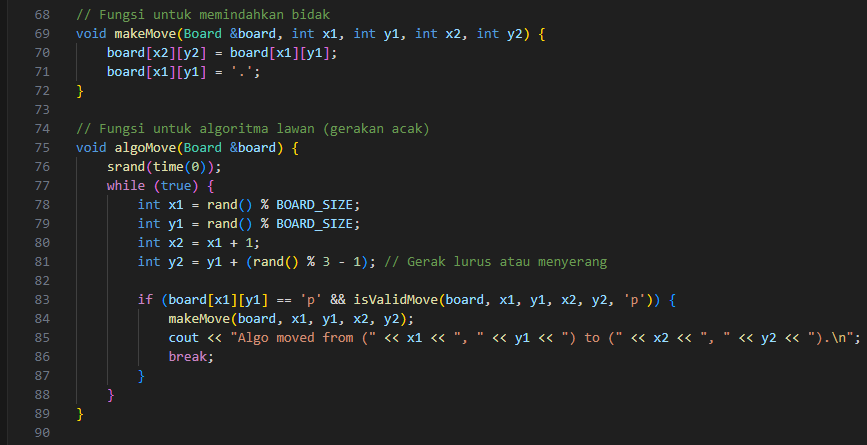 68 // Fungsi untuk memindahkan bidak
69 void makeMove(Board &board, int x1, int y1, int x2, int y2) {
70     board[x2][y2] = board[x1][y1];
71     board[x1][y1] = '.';
72 }
73
74 // Fungsi untuk algoritma lawan (gerakan acak)
75 void algoMove(Board &board) {
76     srand(time(0));
77     while (true) {
78         int x1 = rand() % BOARD_SIZE;
79         int y1 = rand() % BOARD_SIZE;
80         int x2 = x1 + 1;
81         int y2 = y1 + (rand() % 3 - 1); // Gerak lurus atau menyerang
82
83         if (board[x1][y1] == 'p' && isValidMove(board, x1, y1, x2, y2, 'p')) {
84             makeMove(board, x1, y1, x2, y2);
85             cout << "Algo moved from (" << x1 << ", " << y1 << ") to (" << x2 << ", " << y2 << ").\n";
86             break;
87         }
88     }
89 }
90